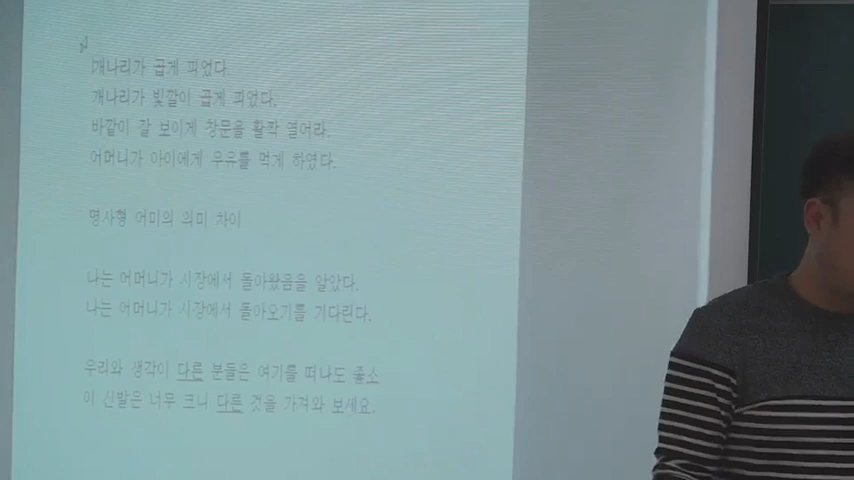 개나리가 곱게 피었다
개나리가 빛깔이 곱게 피었다.
바깥이 잘 보이게 창문을 활짝 열어라.
어머니가 아이에게 우유를 먹게 하였다.
명사형 어미의 의미 차이
나는 어머니가 시장에서 돌아왔음을 알았다.
나는 어머니가 시장에서 돌아오기를 기다린다.
우리와 생각이 다른 분들은 여기를 떠나도 좋소
이 신발은 너무 크니 다른 것을 가져와 보세요.